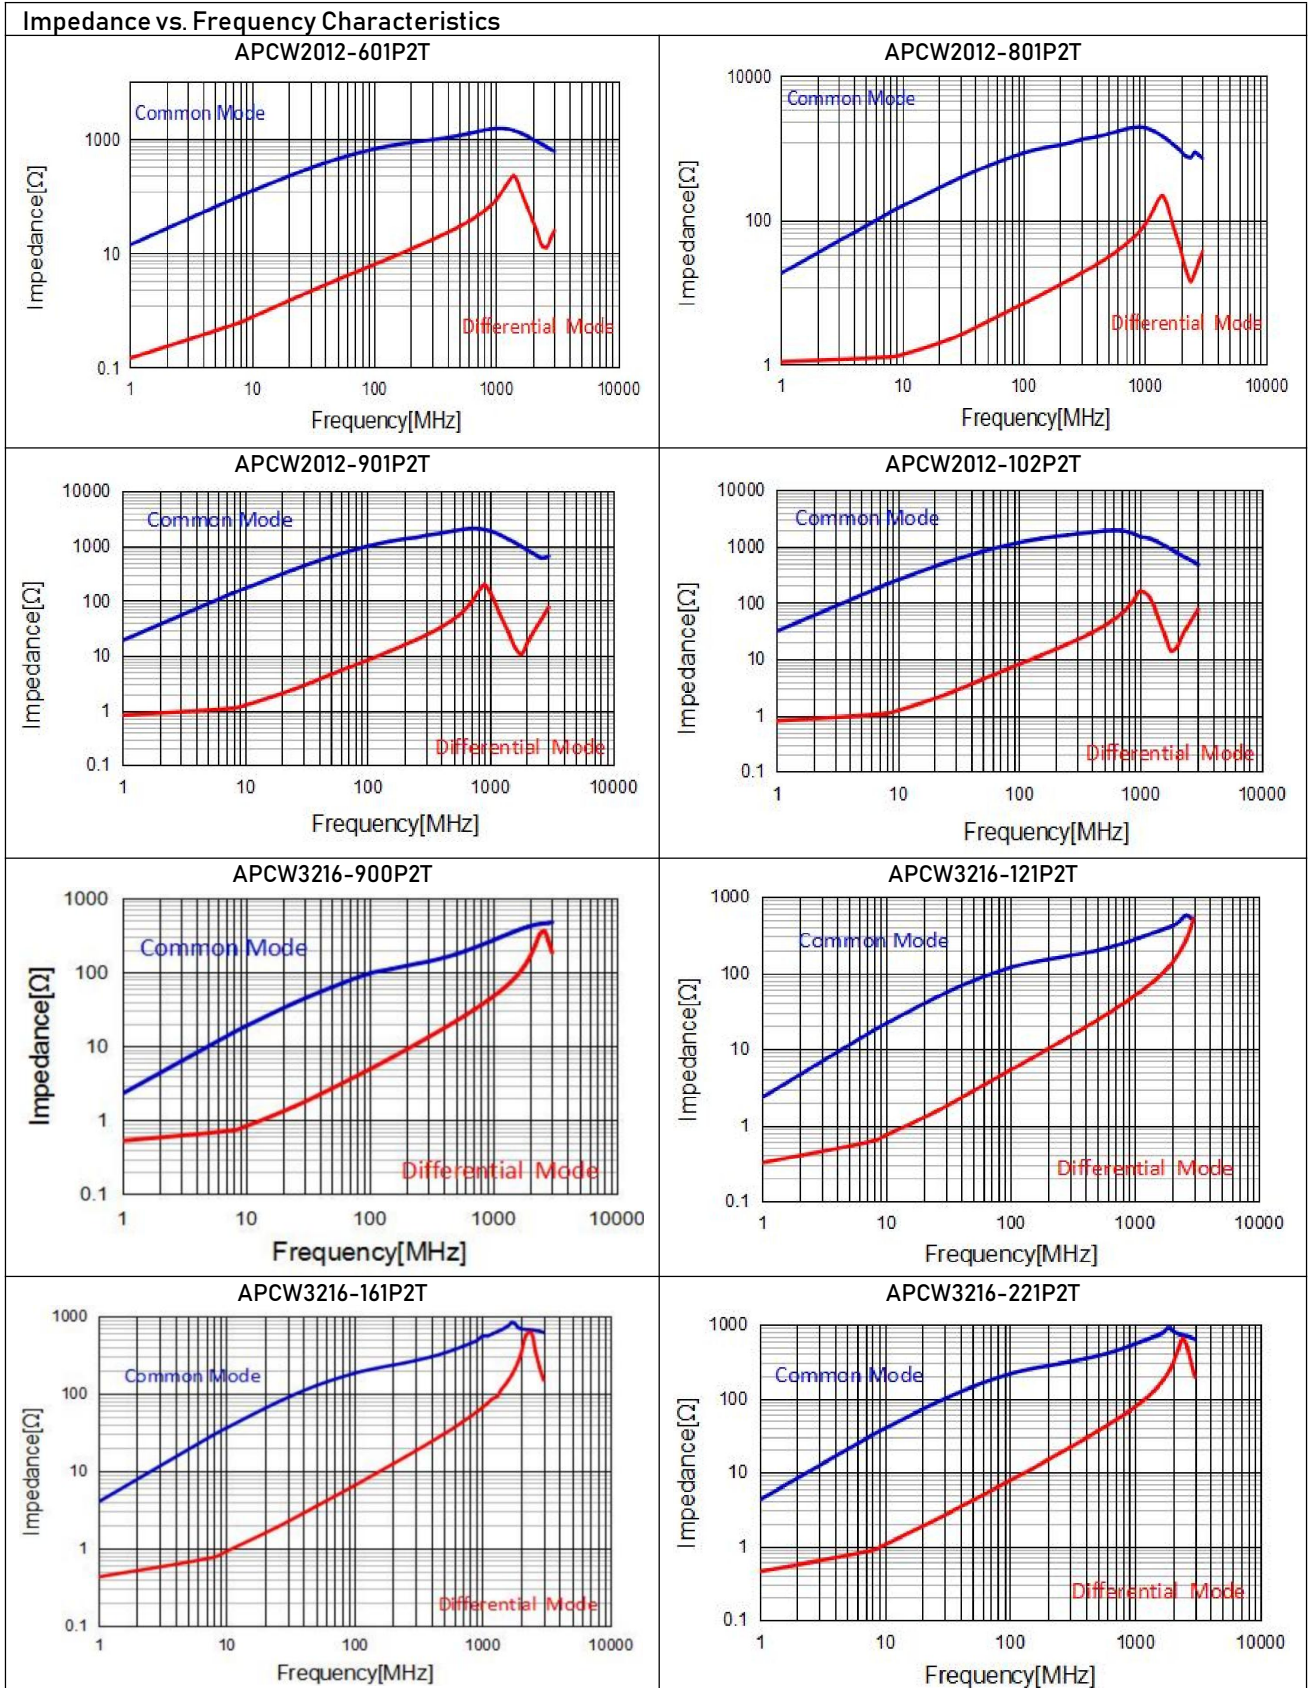 Impedance vs. Frequency Characteristics
APCW2012-601P2T
Common Mode
1000
10
0.1
Impedance[Ω]
Differential Mode
1 10 100 1000 10000
Frequency[MHz]
APCW2012-801P2T
10000
Common Mode
100
1
Impedance[Ω]
Differential Mode
1 10 100 1000 10000
Frequency[MHz]
APCW2012-901P2T
10000
Common Mode
1000
100
10
1
0.1
Impedance[Ω]
Differential Mode
1 10 100 1000 10000
Frequency[MHz]
APCW2012-102P2T
10000
Common Mode
1000
100
10
1
0.1
Impedance[Ω]
Differential Mode
1 10 100 1000 10000
Frequency[MHz]
APCW3216-900P2T
1000
Common Mode
100
10
1
0.1
Impedance[Ω]
Differential Mode
1 10 100 1000 10000
Frequency[MHz]
APCW3216-121P2T
1000
Common Mode
100
10
1
0.1
Impedance[Ω]
Differential Mode
1 10 100 1000 10000
Frequency[MHz]
APCW3216-161P2T
1000
Common Mode
100
10
1
0.1
Impedance[Ω]
Differential Mode
1 10 100 1000 10000
Frequency[MHz]
APCW3216-221P2T
1000
Common Mode
100
10
1
0.1
Impedance[Ω]
Differential Mode
1 10 100 1000 10000
Frequency[MHz]